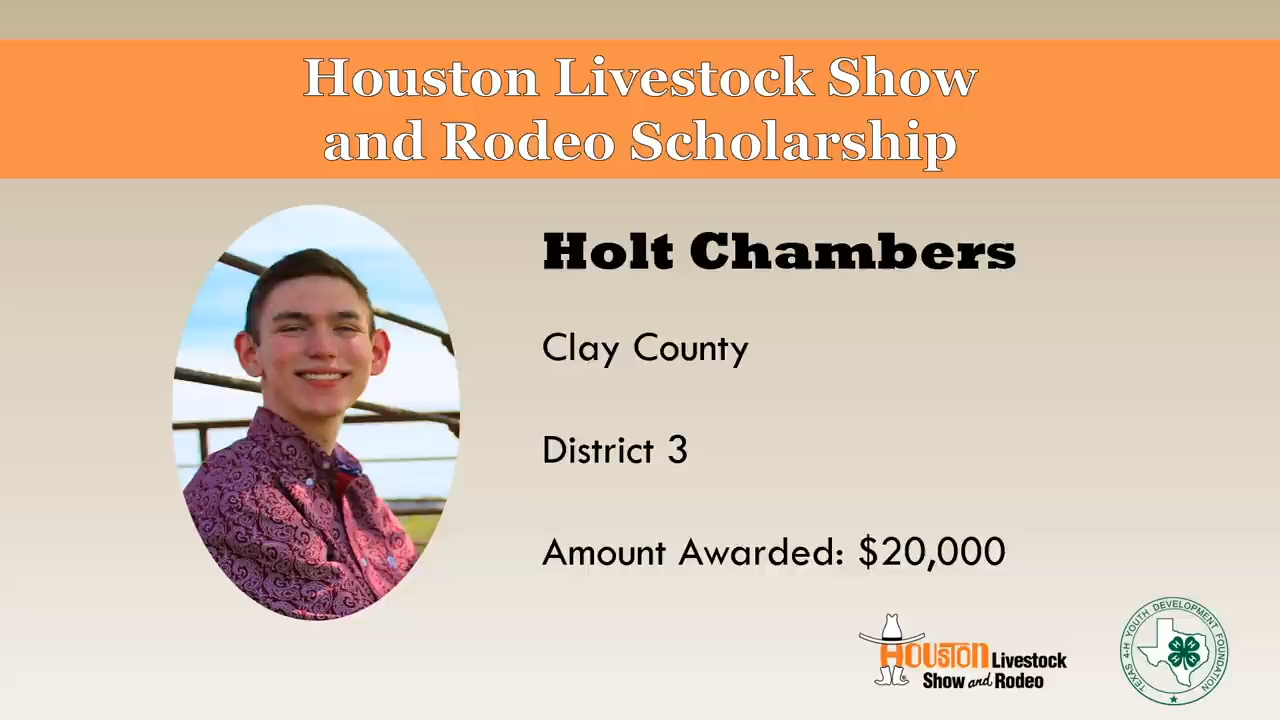 Houston Livestock Show
and Rodeo Scholarship
Holt Chambers
Clay County
District 3
Amount Awarded: $20,000
HOUSTON Livestock
Show and Rodeo
TEXAS 4-H YOUTH DEVELOPMENT FOUNDATION